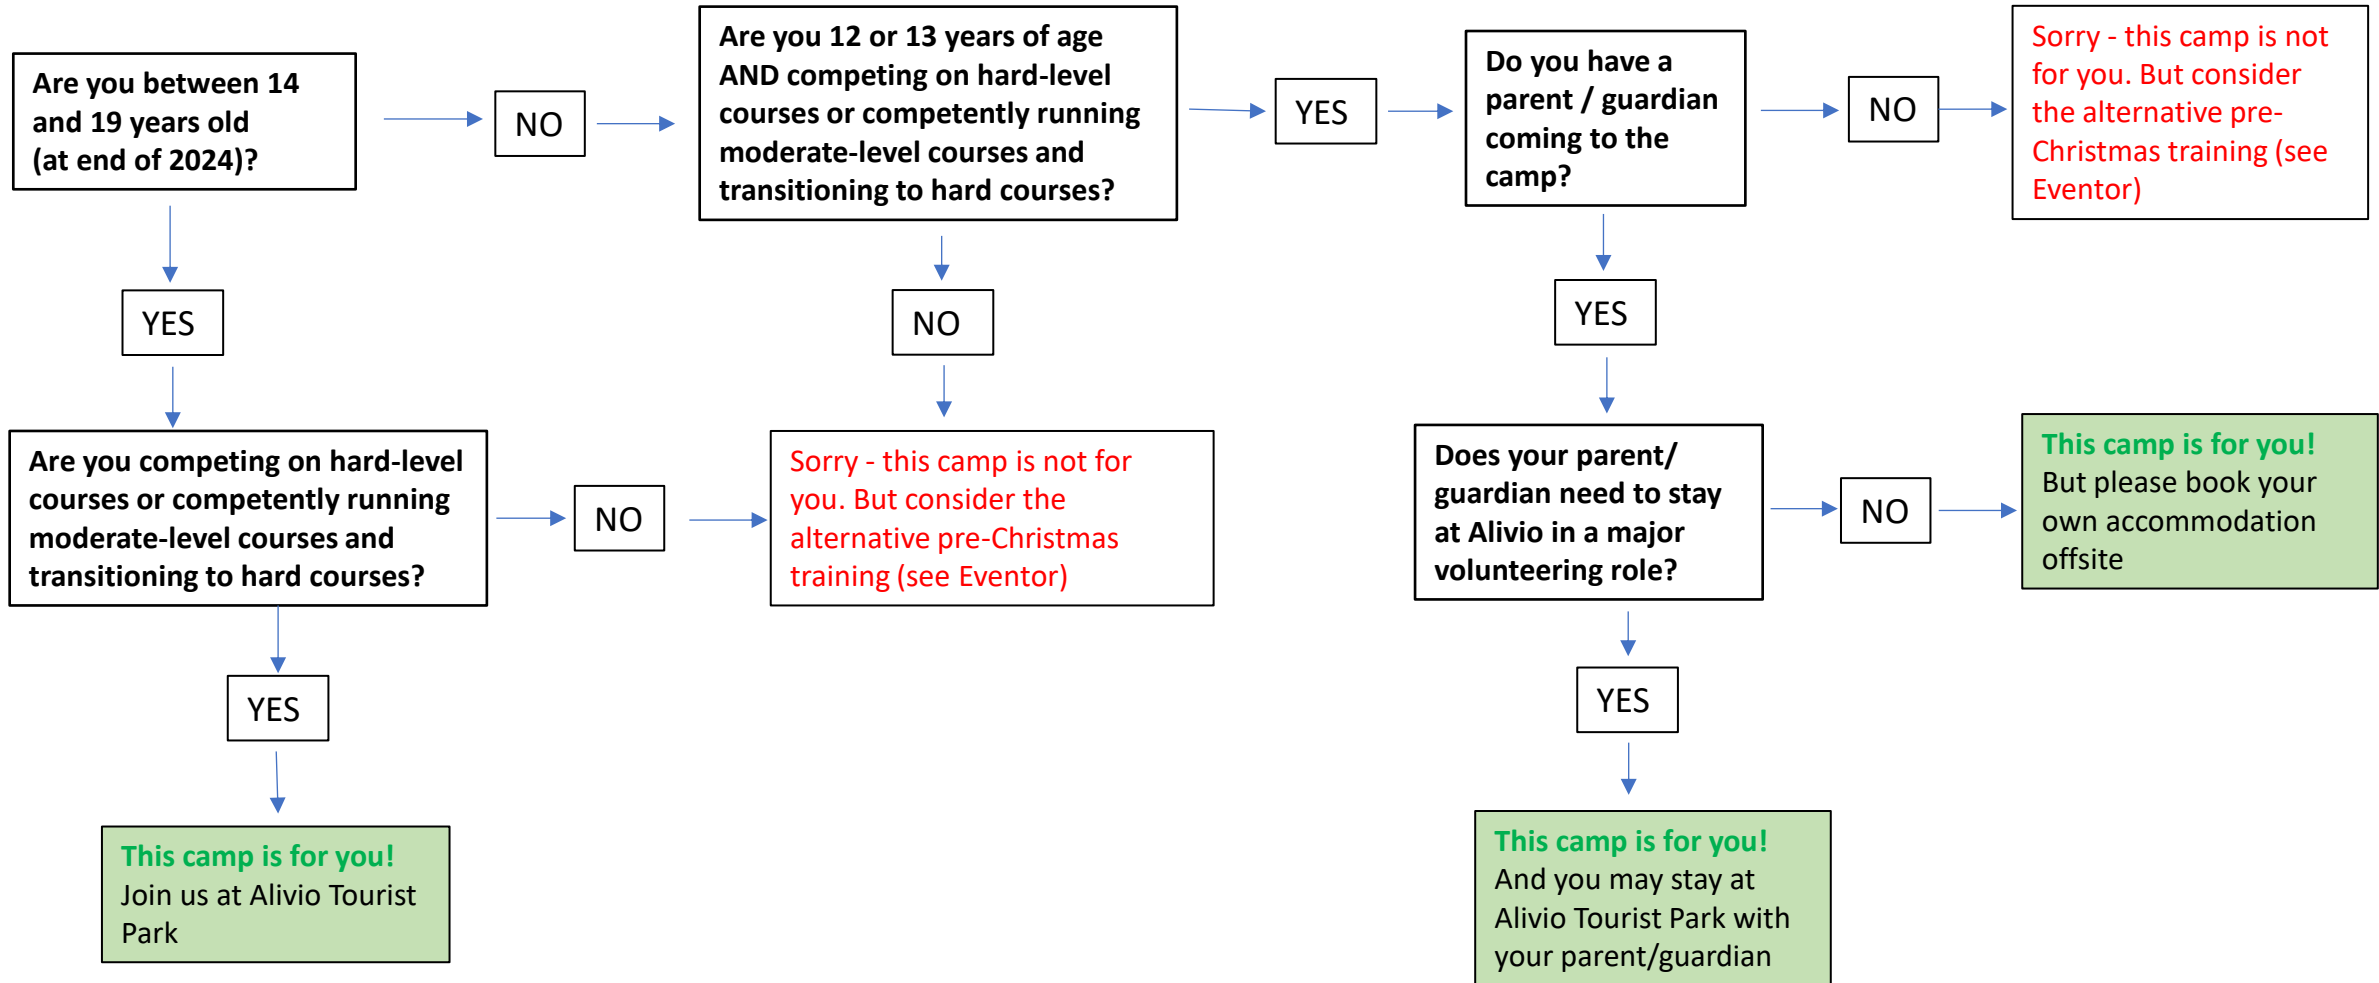 Are you between 14
and 19 years old
(at end of 2024)?
NO
Are you 12 or 13 years of age
AND competing on hard-level
courses or competently running
moderate-level courses and
transitioning to hard courses?
YES
Do you have a
parent / guardian
coming to the
camp?
NO
Sorry - this camp is not
for you. But consider
the alternative pre-
Christmas training (see
Eventor)
YES
NO
YES
Are you competing on hard-level
courses or competently running
moderate-level courses and
transitioning to hard courses?
NO
Sorry - this camp is not for
you. But consider the
alternative pre-Christmas
training (see Eventor)
Does your parent/
guardian need to stay
at Alivio in a major
volunteering role?
NO
This camp is for you!
But please book your
own accommodation
offsite
YES
YES
This camp is for you!
Join us at Alivio Tourist
Park
This camp is for you!
And you may stay at
Alivio Tourist Park with
your parent/guardian